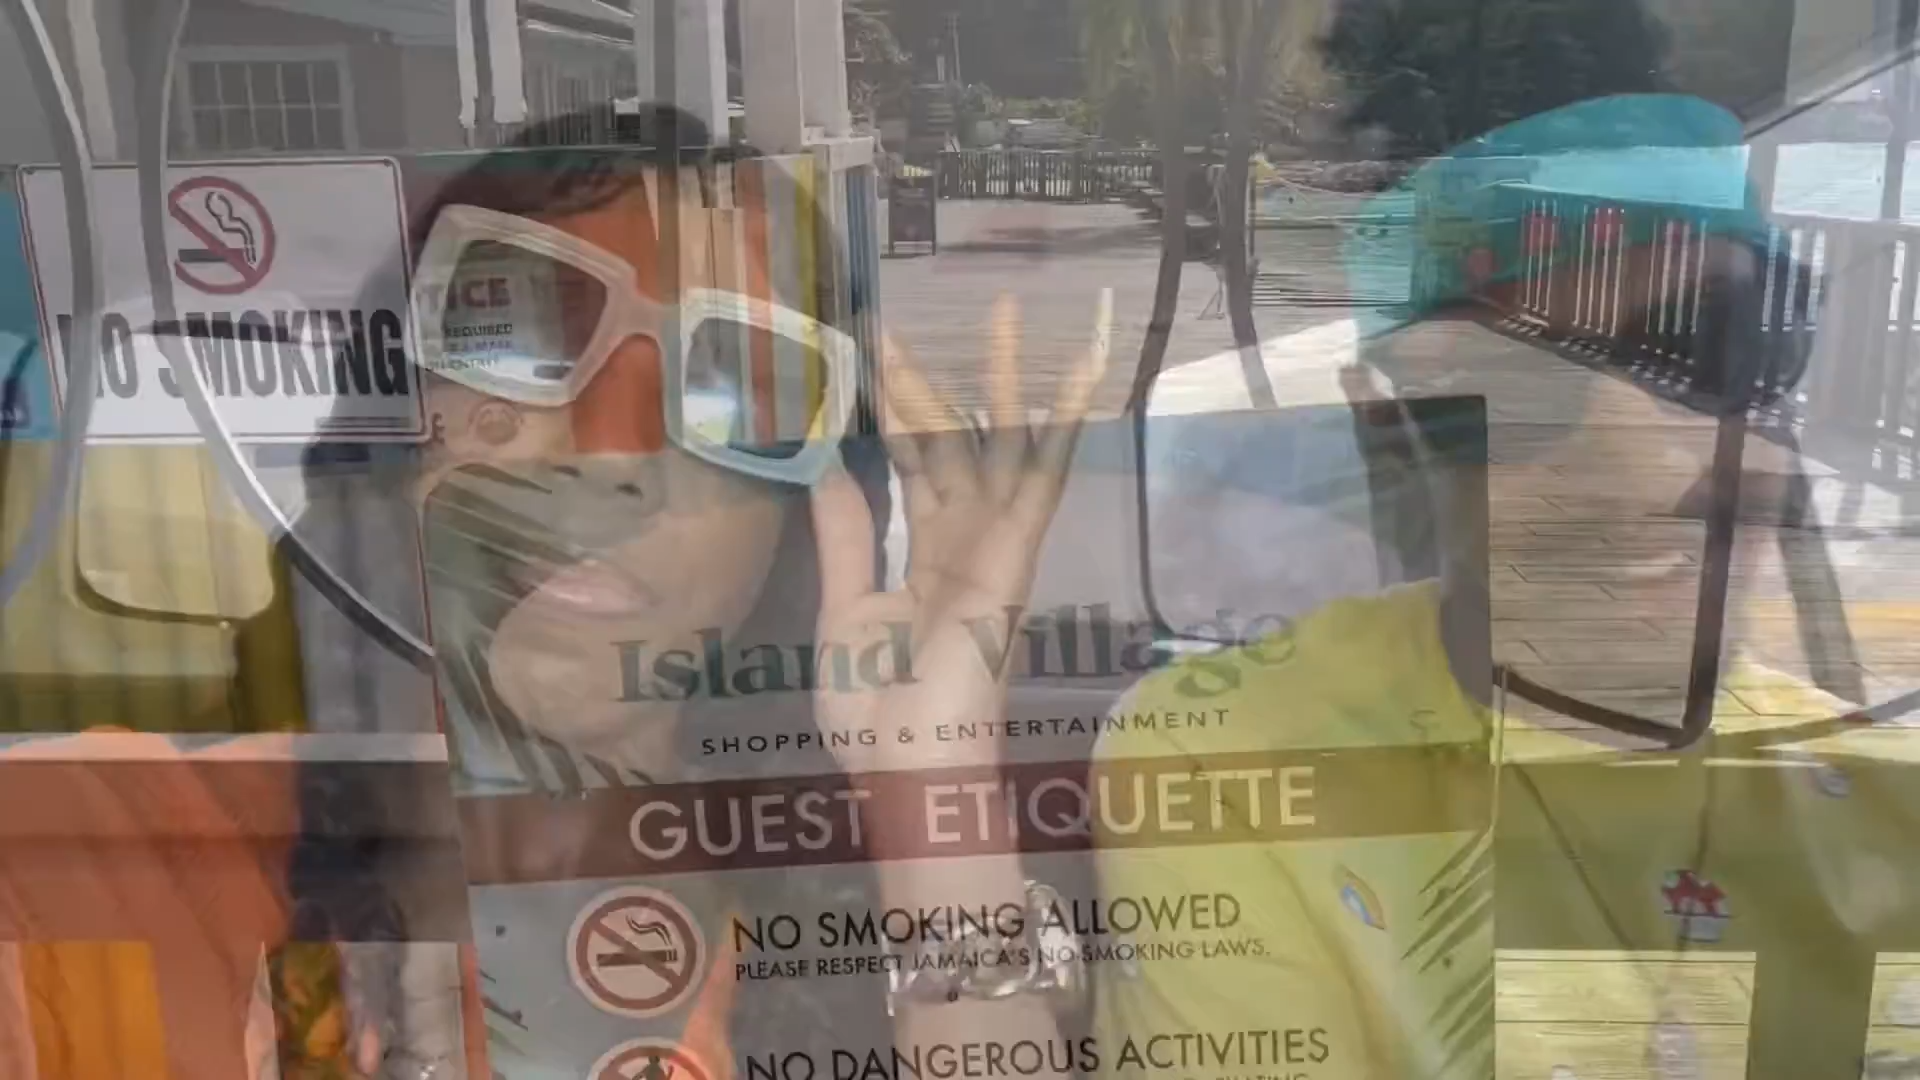 NO SMOKING
REQUIRED
Island Village
SHOPPING & ENTERTAINMENT
GUEST ETIQUETTE
NO SMOKING ALLOWED
PLEASE RESPECT JAMAICA'S NO-SMOKING LAWS.
NO DANGEROUS ACTIVITIES